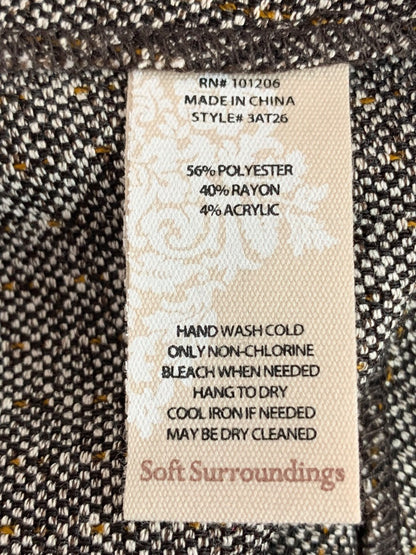 RN# 101206
MADE IN CHINA
STYLE# 3AT26
56% POLYESTER
40% RAYON
4% ACRYLIC
HAND WASH COLD
ONLY NON-CHLORINE
BLEACH WHEN NEEDED
HANG TO DRY
COOL IRON IF NEEDED
MAY BE DRY CLEANED
Soft Surroundings